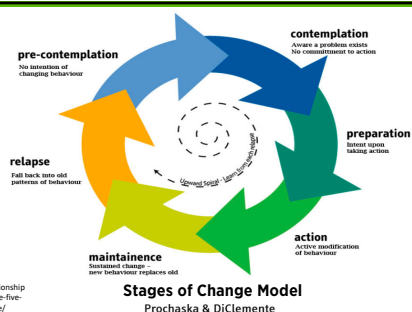 contemplation
Aware a problem exists
No commitment to action
pre-contemplation
No intention of
changing behaviour
preparation
Intent upon
taking action
relapse
Fall back into old
patterns of behaviour
Upward Spiral - Learn from each relapse
action
Active modification
of behaviour
maintainence
Sustained change –
new behaviour replaces old
onship
e-five-
e/
Stages of Change Model
Prochaska & DiClemente